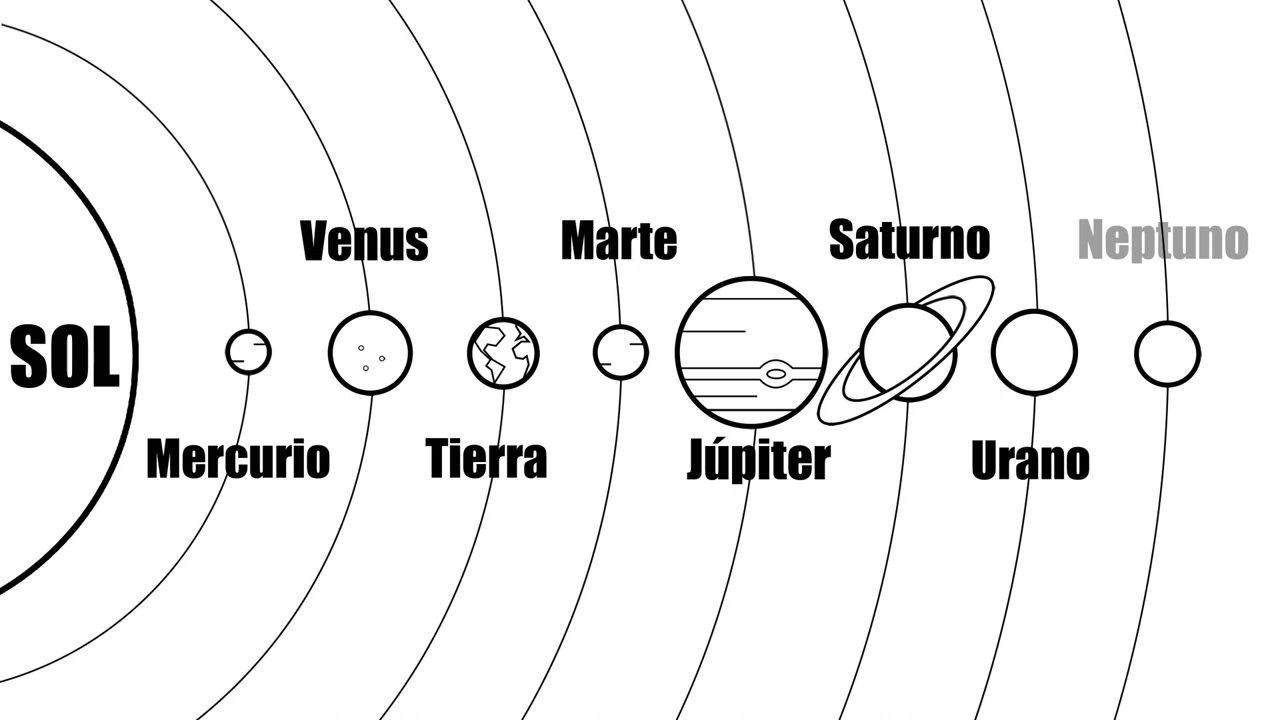 Venus
Marte
Saturno
Neptuno
SOL
Mercurio
Tierra
Júpiter
Urano